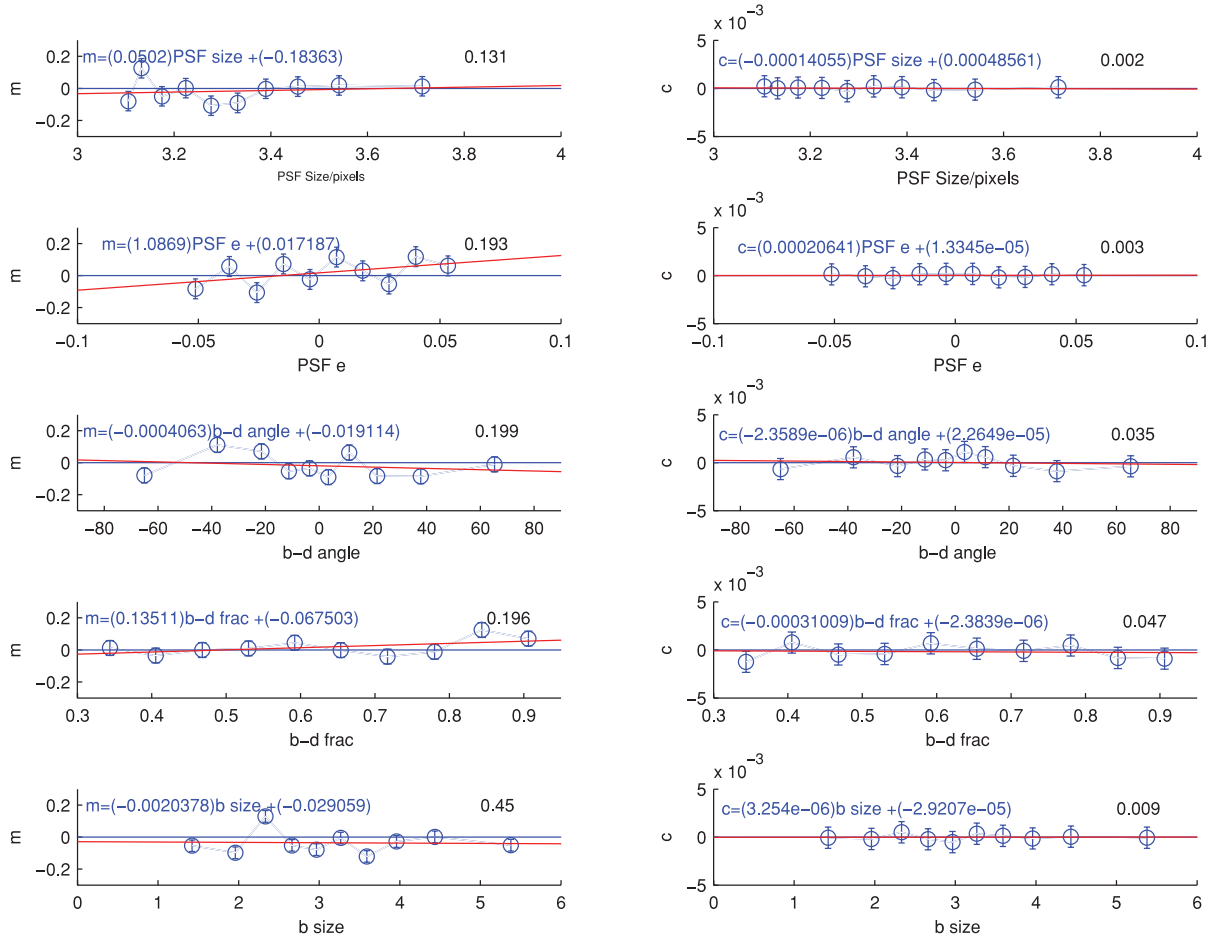 m=(0.0502)PSF size +(−0.18363)
0.131
0.2
0
−0.2
m
3 3.2 3.4 3.6 3.8 4
PSF Size/pixels
x 10−3
c=(−0.00014055)PSF size +(0.00048561)
0.002
5
0
−5
c
3 3.2 3.4 3.6 3.8 4
PSF Size/pixels
m=(1.0869)PSF e +(0.017187)
0.193
0.2
0
−0.2
m
−0.1 −0.05 0 0.05 0.1
PSF e
x 10−3
c=(0.00020641)PSF e +(1.3345e−05)
0.003
5
0
−5
c
−0.1 −0.05 0 0.05 0.1
PSF e
m=(−0.0004063)b−d angle +(−0.019114)
0.199
0.2
0
−0.2
m
−80 −60 −40 −20 0 20 40 60 80
b−d angle
x 10−3
c=(−2.3589e−06)b−d angle +(2.2649e−05)
0.035
5
0
−5
c
−80 −60 −40 −20 0 20 40 60 80
b−d angle
m=(0.13511)b−d frac +(−0.067503)
0.196
0.2
0
−0.2
m
0.3 0.4 0.5 0.6 0.7 0.8 0.9
b−d frac
x 10−3
c=(−0.00031009)b−d frac +(−2.3839e−06)
0.047
5
0
−5
c
0.3 0.4 0.5 0.6 0.7 0.8 0.9
b−d frac
m=(−0.0020378)b size +(−0.029059)
0.45
0.2
0
−0.2
m
0 1 2 3 4 5 6
b size
x 10−3
c=(3.254e−06)b size +(−2.9207e−05)
0.009
5
0
−5
c
0 1 2 3 4 5 6
b size